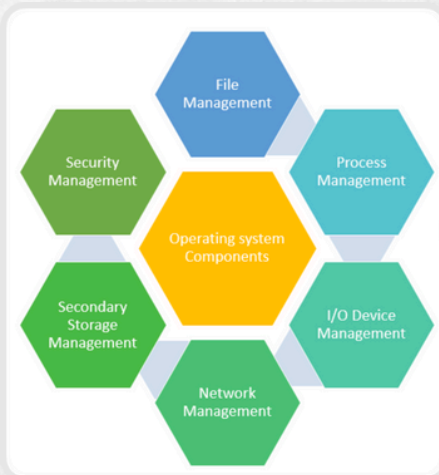 File
Management
Process
Management
I/O Device
Management
Network
Management
Secondary
Storage
Management
Security
Management
Operating system
Components